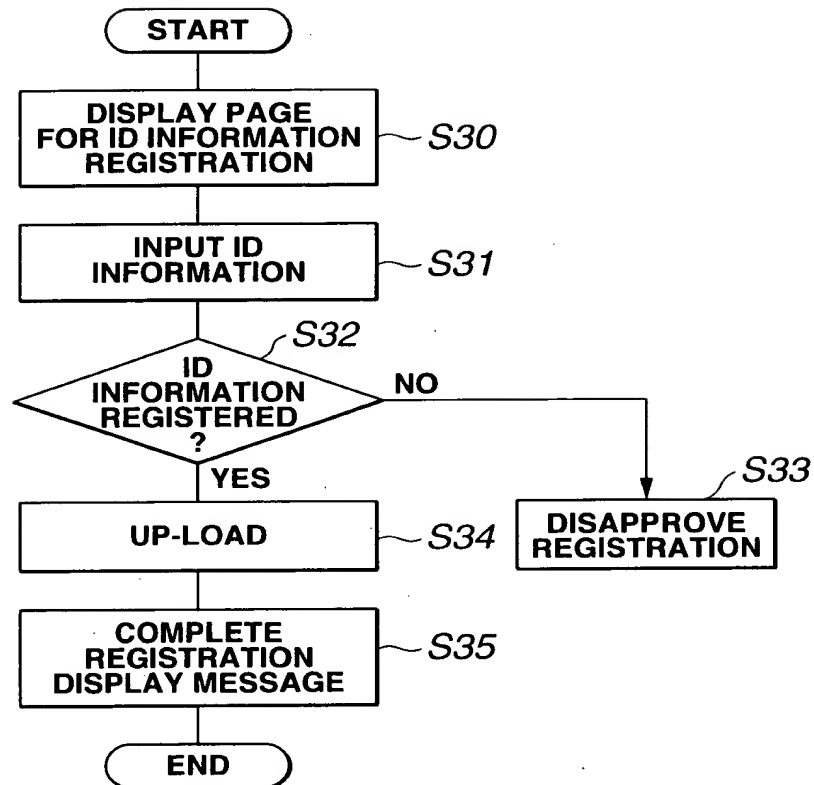 START
DISPLAY PAGE
FOR ID INFORMATION
REGISTRATION
S30
INPUT ID
INFORMATION
S31
S32
ID
INFORMATION
REGISTERED
?
NO
YES
S33
DISAPPROVE
REGISTRATION
UP-LOAD
S34
COMPLETE
REGISTRATION
DISPLAY MESSAGE
S35
END